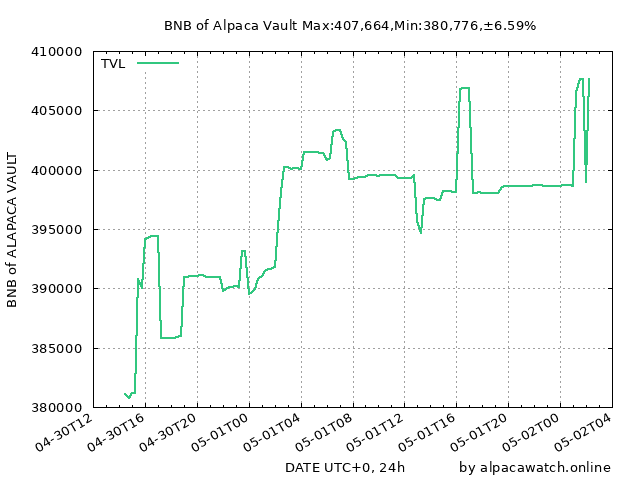 BNB of Alpaca Vault Max:407,664,Min:380,776,±6.59%
TVL
BNB of ALAPACA VAULT
410000
405000
400000
395000
390000
385000
380000
04-30T12
04-30T16
04-30T20
05-01T00
05-01T04
05-01T08
05-01T12
05-01T16
05-01T20
05-02T00
05-02T04
DATE UTC+0, 24h
by alpacawatch.online